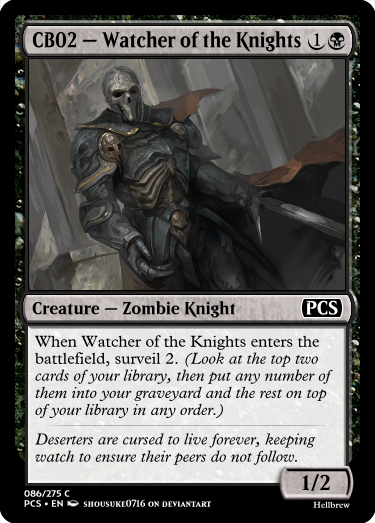 CB02 — Watcher of the Knights 1
Creature — Zombie Knight PCS
When Watcher of the Knights enters the
battlefield, surveil 2. (Look at the top two
cards of your library, then put any number of
them into your graveyard and the rest on top
of your library in any order.)
Deserters are cursed to live forever, keeping
watch to ensure their peers do not follow.
1/2
086/275 C
PCS • EN SHOUSUKE0716 ON DEVIANTART
Hellbrew